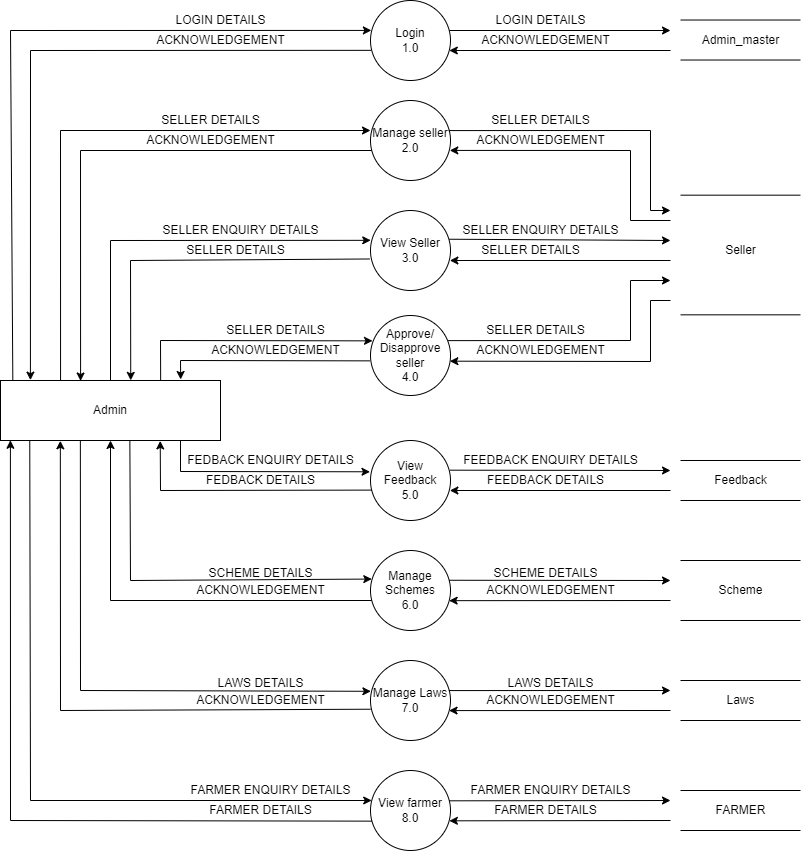 LOGIN DETAILS
ACKNOWLEDGEMENT
Login
1.0
LOGIN DETAILS
ACKNOWLEDGEMENT
Admin_master
SELLER DETAILS
ACKNOWLEDGEMENT
Manage seller
2.0
SELLER DETAILS
ACKNOWLEDGEMENT
SELLER ENQUIRY DETAILS
SELLER DETAILS
View Seller
3.0
SELLER ENQUIRY DETAILS
SELLER DETAILS
Seller
SELLER DETAILS
ACKNOWLEDGEMENT
Approve/
Disapprove
seller
4.0
SELLER DETAILS
ACKNOWLEDGEMENT
Admin
FEDBACK ENQUIRY DETAILS
FEDBACK DETAILS
View
Feedback
5.0
FEEDBACK ENQUIRY DETAILS
FEEDBACK DETAILS
Feedback
SCHEME DETAILS
ACKNOWLEDGEMENT
Manage
Schemes
6.0
SCHEME DETAILS
ACKNOWLEDGEMENT
Scheme
LAWS DETAILS
ACKNOWLEDGEMENT
Manage Laws
7.0
LAWS DETAILS
ACKNOWLEDGEMENT
Laws
FARMER ENQUIRY DETAILS
FARMER DETAILS
View farmer
8.0
FARMER ENQUIRY DETAILS
FARMER DETAILS
FARMER